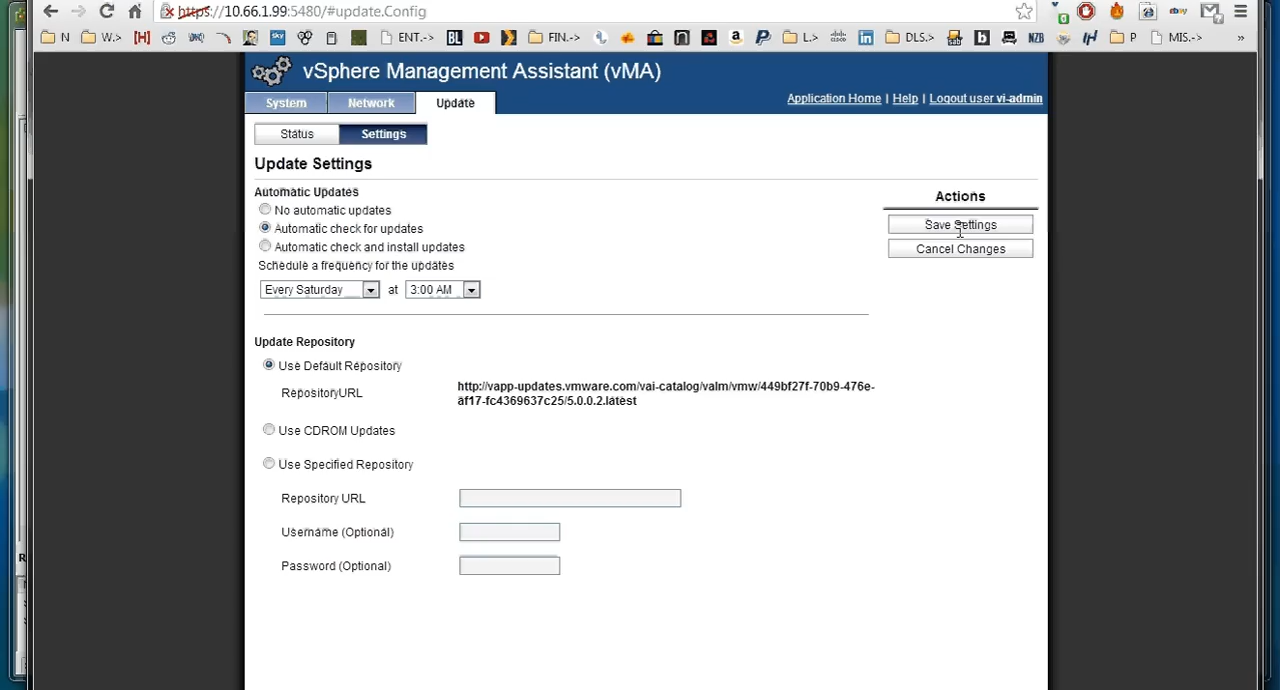 https://10.66.1.99:5480/#update.Config
N W.> [H] SKY ENT.-> BL FIN.-> a L> in DLS.> b NZB P MIS.-> »
vSphere Management Assistant (vMA)
System Network Update
Application Home | Help | Logout user vi-admin
Status Settings
Update Settings
Automatic Updates
No automatic updates
Automatic check for updates
Automatic check and install updates
Schedule a frequency for the updates
Every Saturday at 3:00 AM
Actions
Save Settings
Cancel Changes
Update Repository
Use Default Repository
RepositoryURL
http://vapp-updates.vmware.com/vai-catalog/valm/vmw/449bf27f-70b9-476e-
af17-fc4369637c25/5.0.0.2.latest
Use CDROM Updates
Use Specified Repository
Repository URL
Username (Optional)
Password (Optional)